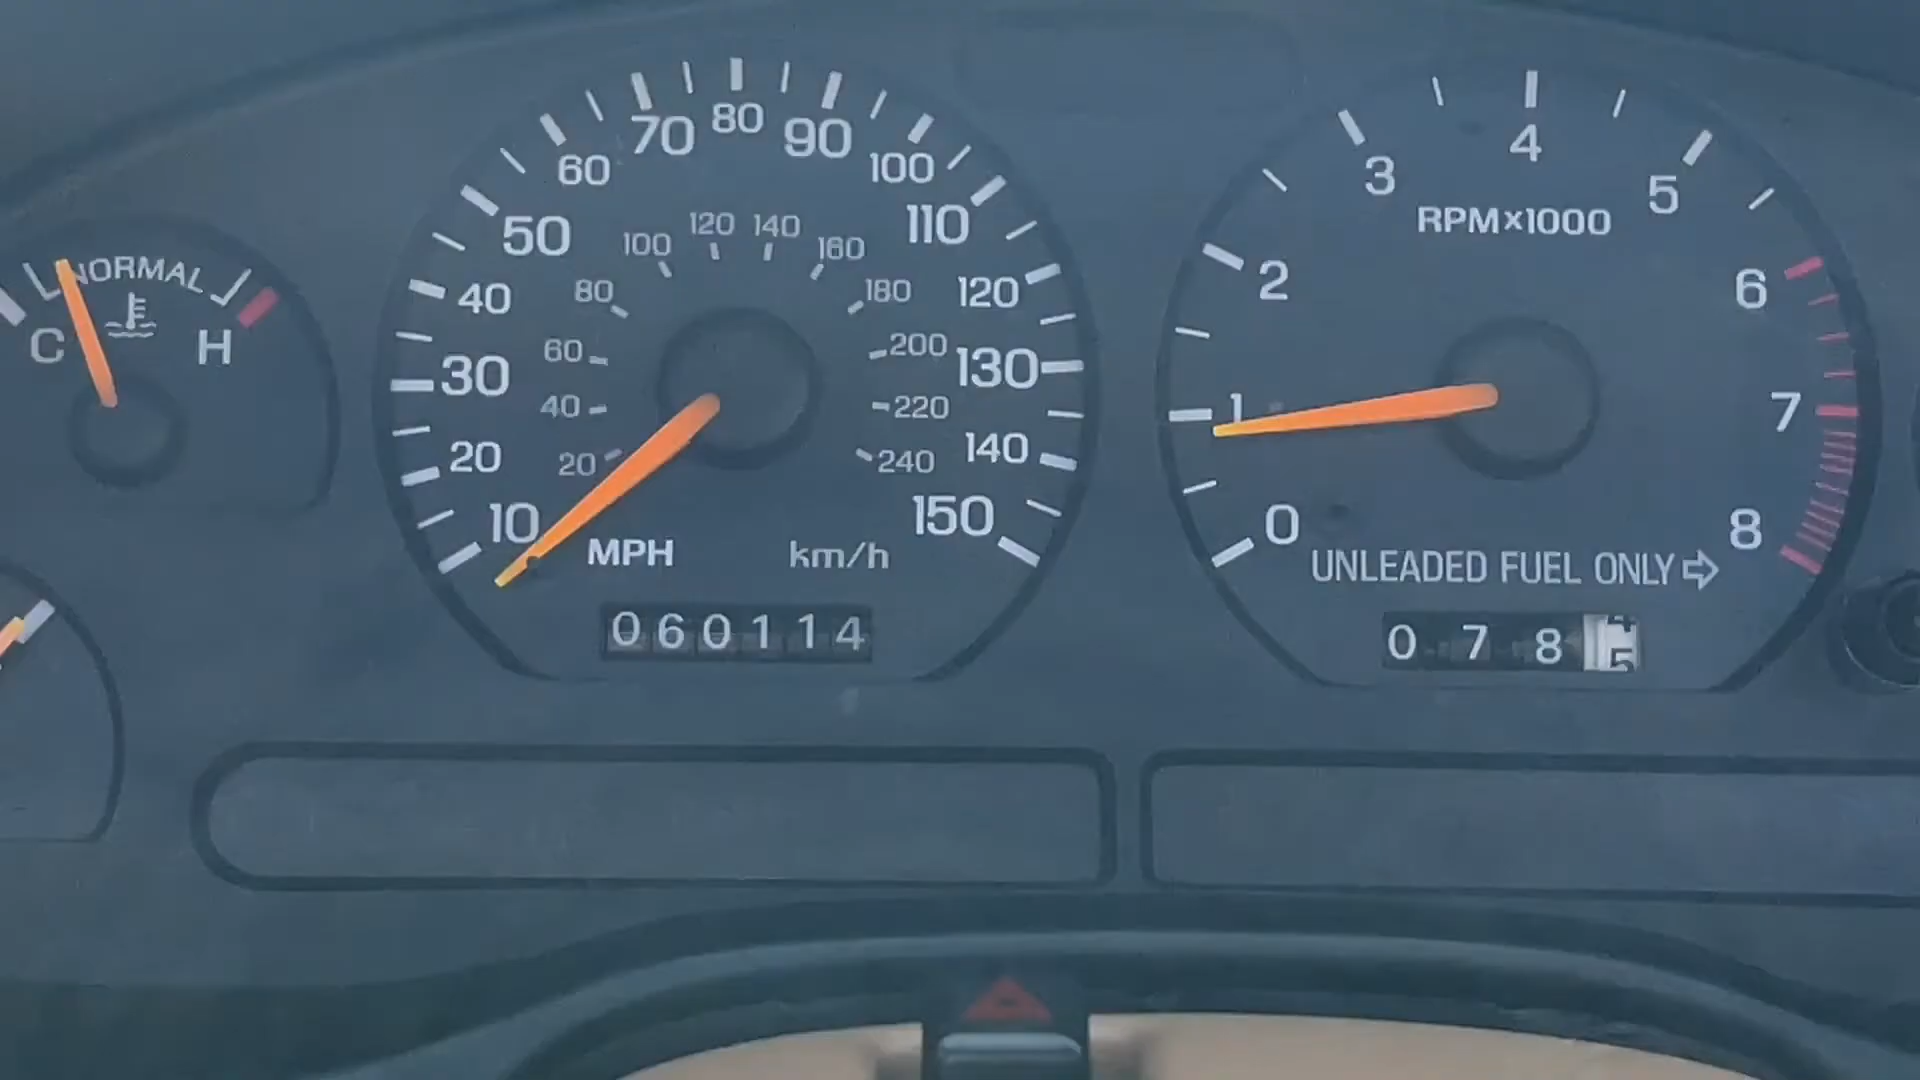 NORMAL
C H
10 20 30 40 50 60 70 80 90 100 110 120 130 140 150
20 40 60 80 100 120 140 160 180 200 220 240
MPH km/h
060114
0 1 2 3 4 5 6 7 8
RPM×1000
UNLEADED FUEL ONLY
0 7 8 4 5